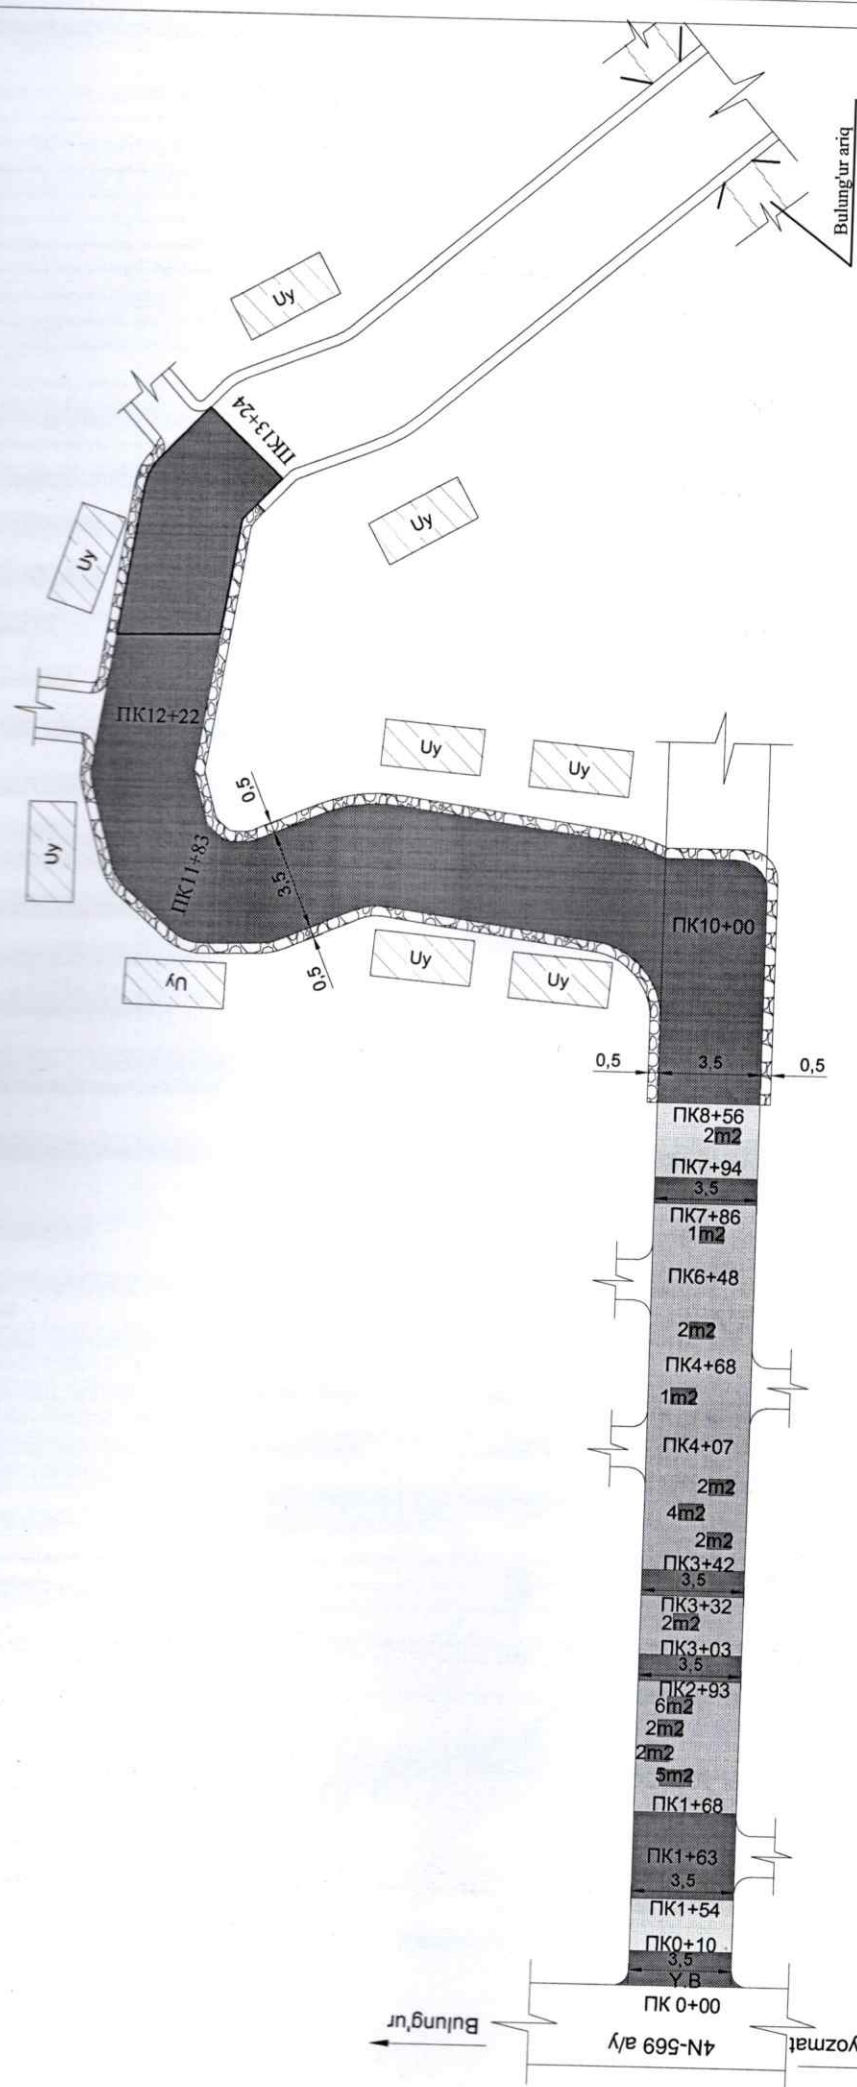 Bulung'ur ariq
Uy
ПК13+24
Uy
Uy
ПК12+22
Uy
Uy
Uy
0,5
ПК11+83
3,5
0,5
Uy
Uy
Uy
ПК10+00
0,5
3,5
0,5
ПК8+56
2m2
ПК7+94
3,5
ПК7+86
1m2
ПК6+48
2m2
ПК4+68
1m2
ПК4+07
2m2
4m2
2m2
ПК3+42
3,5
ПК3+32
2m2
ПК3+03
3,5
ПК2+93
6m2
2m2
2m2
5m2
ПК1+68
ПК1+63
3,5
ПК1+54
ПК0+10
3,5
Y.B
ПК 0+00
Bulung'ur
4N-569 a/y
yozmat